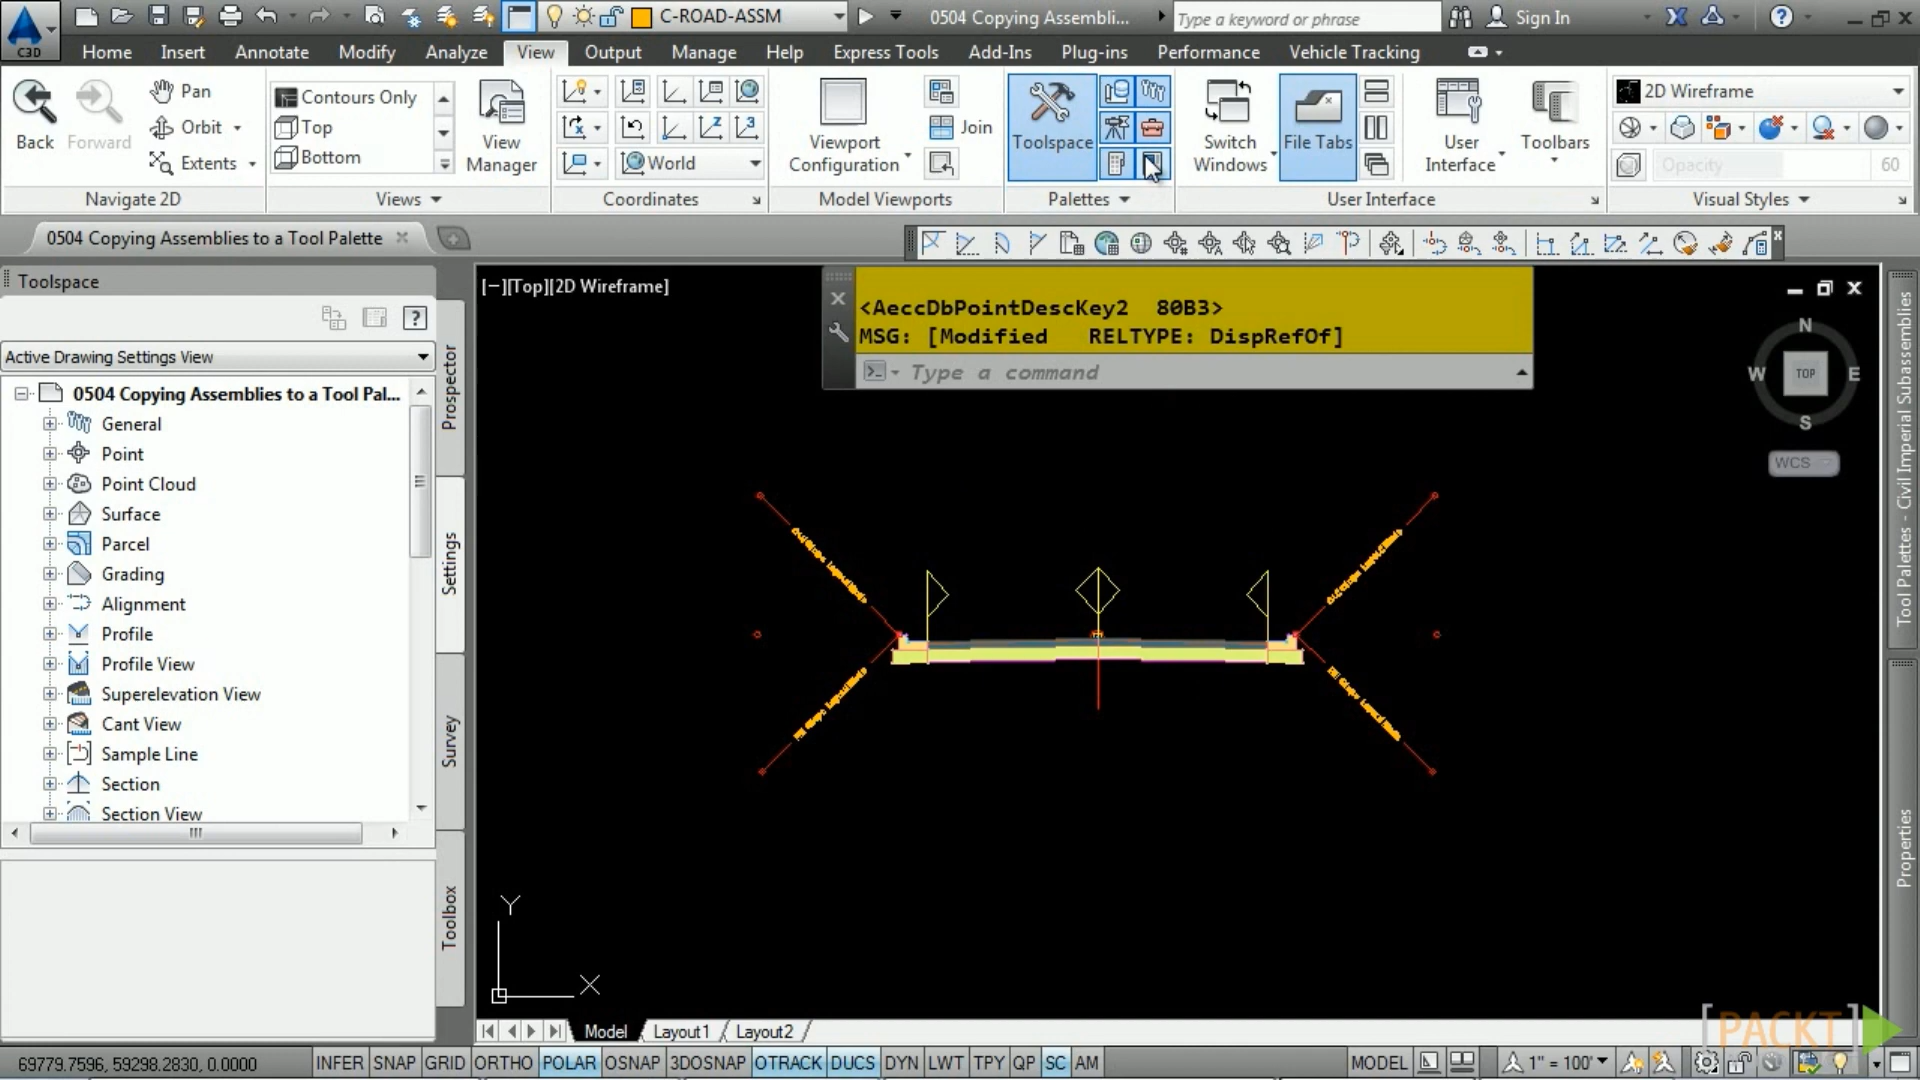 C-ROAD-ASSM
0504 Copying Assembli...
Type a keyword or phrase
Sign In
C3D
Home Insert Annotate Modify Analyze View Output Manage Help Express Tools Add-Ins Plug-ins Performance Vehicle Tracking
Back
Forward
Pan
Orbit
Extents
Navigate 2D
Contours Only
Top
Bottom
Views
View
Manager
World
Coordinates
Viewport
Configuration
Join
Model Viewports
Toolspace
Palettes
Switch
Windows
File Tabs
User
Interface
Toolbars
User Interface
2D Wireframe
Opacity 60
Visual Styles
0504 Copying Assemblies to a Tool Palette
Toolspace
Active Drawing Settings View
0504 Copying Assemblies to a Tool Pal...
General
Point
Point Cloud
Surface
Parcel
Grading
Alignment
Profile
Profile View
Superelevation View
Cant View
Sample Line
Section
Section View
Prospector
Settings
Survey
Toolbox
[−][Top][2D Wireframe]
<AeccDbPointDescKey2 80B3>
MSG: [Modified RELTYPE: DispRefOf]
Type a command
N
W TOP E
S
WCS
Tool Palettes - Civil Imperial Subassemblies
Properties
Y
X
Model Layout1 Layout2
[PACKT]
69779.7596, 59298.2830, 0.0000
INFER SNAP GRID ORTHO POLAR OSNAP 3DOSNAP OTRACK DUCS DYN LWT TPY QP SC AM
MODEL
1" = 100'